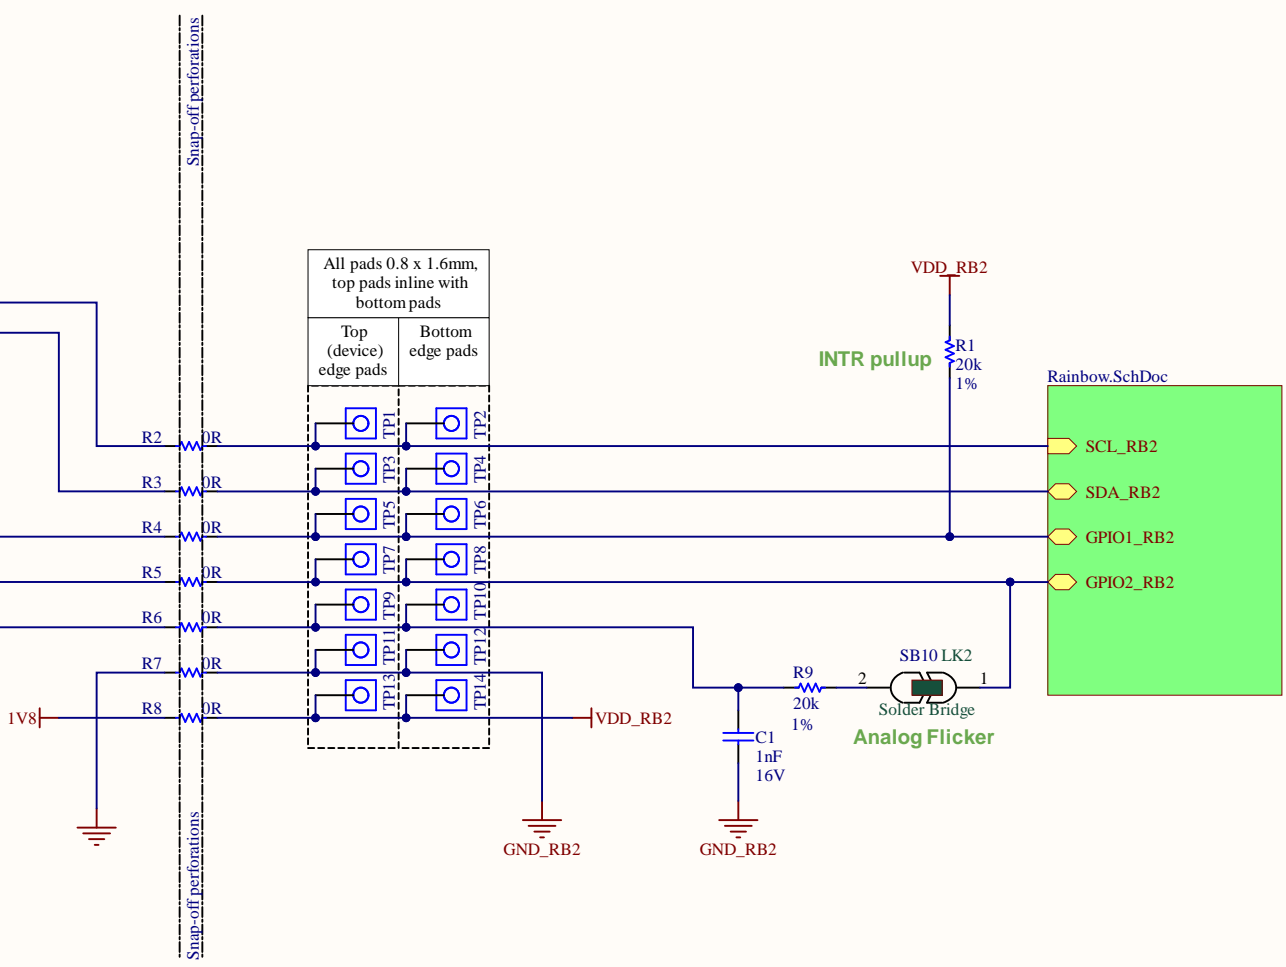 Snap-off perforations
All pads 0.8 x 1.6mm,
top pads inline with
bottom pads
Top
(device)
edge pads
Bottom
edge pads
VDD_RB2
INTR pullup
R1
20k
1%
Rainbow.SchDoc
TP1
TP2
R2
0R
SCL_RB2
TP3
TP4
R3
0R
SDA_RB2
TP5
TP6
R4
0R
GPIO1_RB2
TP7
TP8
R5
0R
GPIO2_RB2
TP9
TP10
R6
0R
TP11
TP12
R7
0R
TP13
TP14
R8
0R
1V8
VDD_RB2
SB10 LK2
R9
20k
1%
2
1
Solder Bridge
Analog Flicker
C1
1nF
16V
GND_RB2
GND_RB2
Snap-off perforations